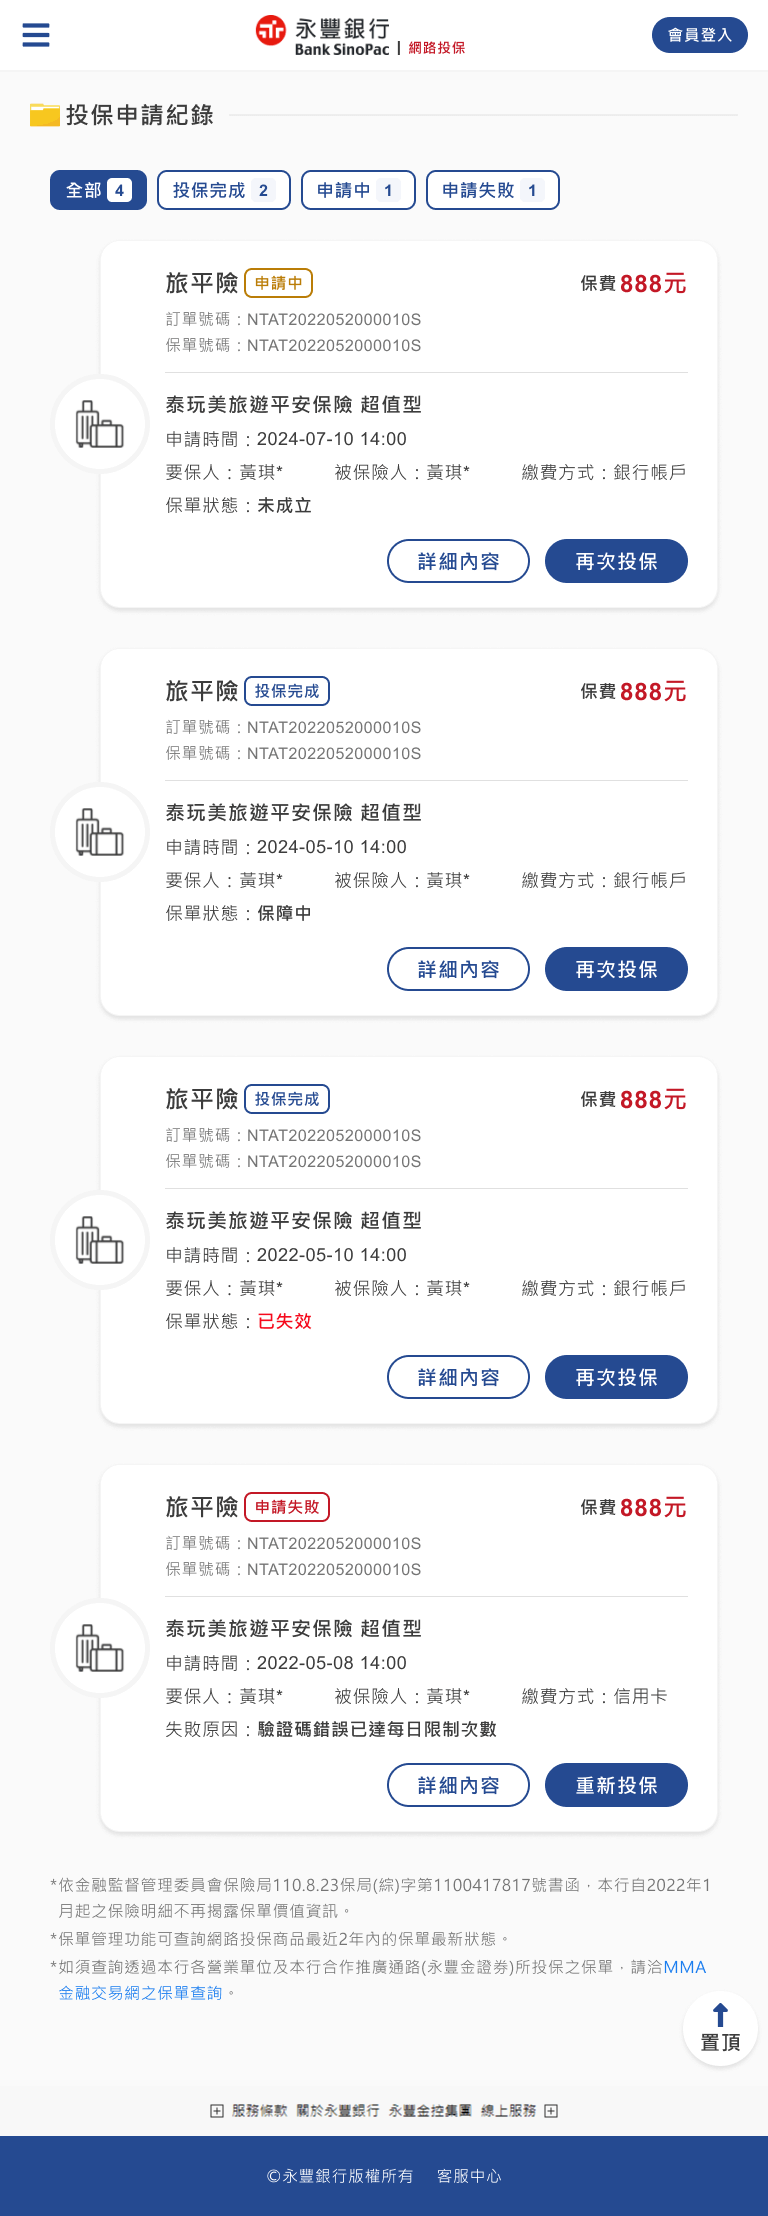 永豐銀行
Bank SinoPac | 網路投保
會員登入
投保申請紀錄
全部 4 投保完成 2 申請中 1 申請失敗 1
旅平險 申請中 保費 888元
訂單號碼：NTAT2022052000010S
保單號碼：NTAT2022052000010S
泰玩美旅遊平安保險 超值型
申請時間：2024-07-10 14:00
要保人：黃琪* 被保險人：黃琪* 繳費方式：銀行帳戶
保單狀態：未成立
詳細內容 再次投保
旅平險 投保完成 保費 888元
訂單號碼：NTAT2022052000010S
保單號碼：NTAT2022052000010S
泰玩美旅遊平安保險 超值型
申請時間：2024-05-10 14:00
要保人：黃琪* 被保險人：黃琪* 繳費方式：銀行帳戶
保單狀態：保障中
詳細內容 再次投保
旅平險 投保完成 保費 888元
訂單號碼：NTAT2022052000010S
保單號碼：NTAT2022052000010S
泰玩美旅遊平安保險 超值型
申請時間：2022-05-10 14:00
要保人：黃琪* 被保險人：黃琪* 繳費方式：銀行帳戶
保單狀態：已失效
詳細內容 再次投保
旅平險 申請失敗 保費 888元
訂單號碼：NTAT2022052000010S
保單號碼：NTAT2022052000010S
泰玩美旅遊平安保險 超值型
申請時間：2022-05-08 14:00
要保人：黃琪* 被保險人：黃琪* 繳費方式：信用卡
失敗原因：驗證碼錯誤已達每日限制次數
詳細內容 重新投保
*依金融監督管理委員會保險局110.8.23保局(綜)字第1100417817號書函，本行自2022年1
月起之保險明細不再揭露保單價值資訊。
*保單管理功能可查詢網路投保商品最近2年內的保單最新狀態。
*如須查詢透過本行各營業單位及本行合作推廣通路(永豐金證券)所投保之保單，請洽MMA
金融交易網之保單查詢。
置頂
服務條款 關於永豐銀行 永豐金控集團 線上服務
©永豐銀行版權所有 客服中心